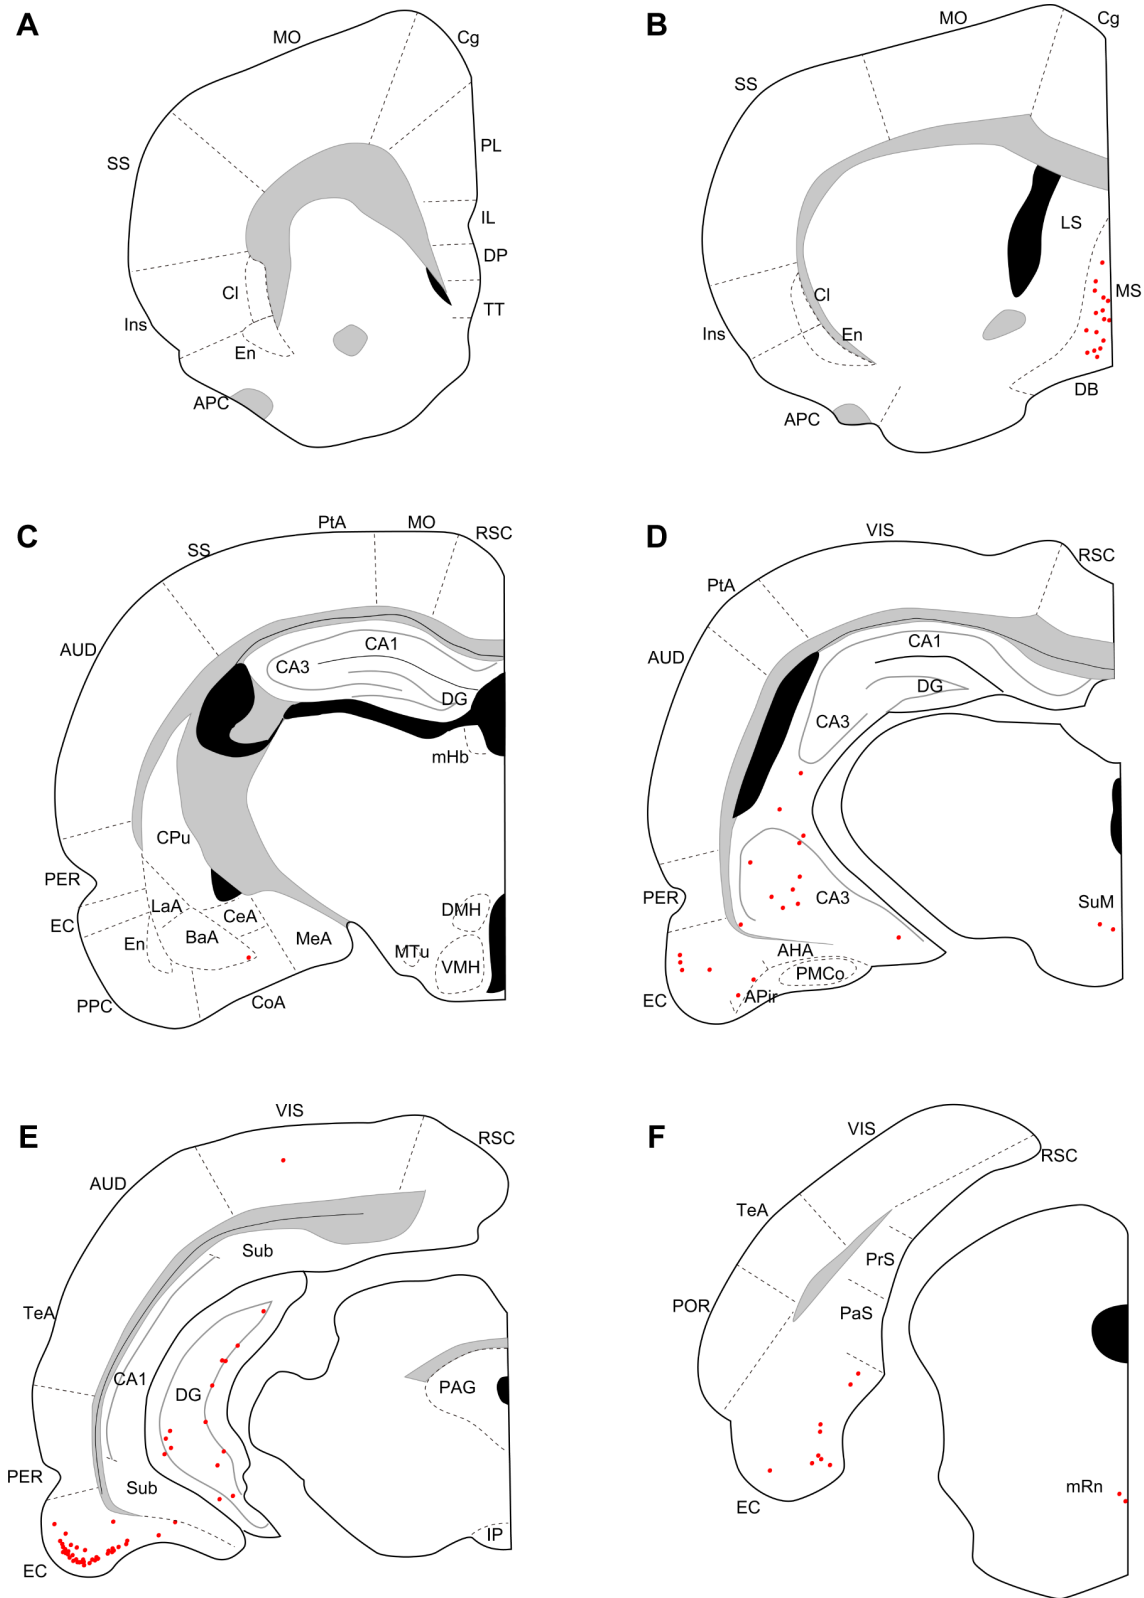 A
MO
Cg
SS
PL
IL
DP
Cl
TT
Ins
En
APC
B
MO
Cg
SS
LS
MS
Cl
Ins
En
DB
APC
C
PtA
MO
RSC
SS
AUD
CA1
CA3
DG
mHb
CPu
PER
LaA
CeA
DMH
EC
En
BaA
MeA
MTu
VMH
PPC
CoA
D
VIS
RSC
PtA
AUD
CA1
DG
CA3
PER
CA3
SuM
AHA
PMCo
EC
APir
E
VIS
RSC
AUD
Sub
TeA
CA1
DG
PAG
PER
Sub
IP
EC
F
VIS
RSC
TeA
PrS
POR
PaS
mRn
EC